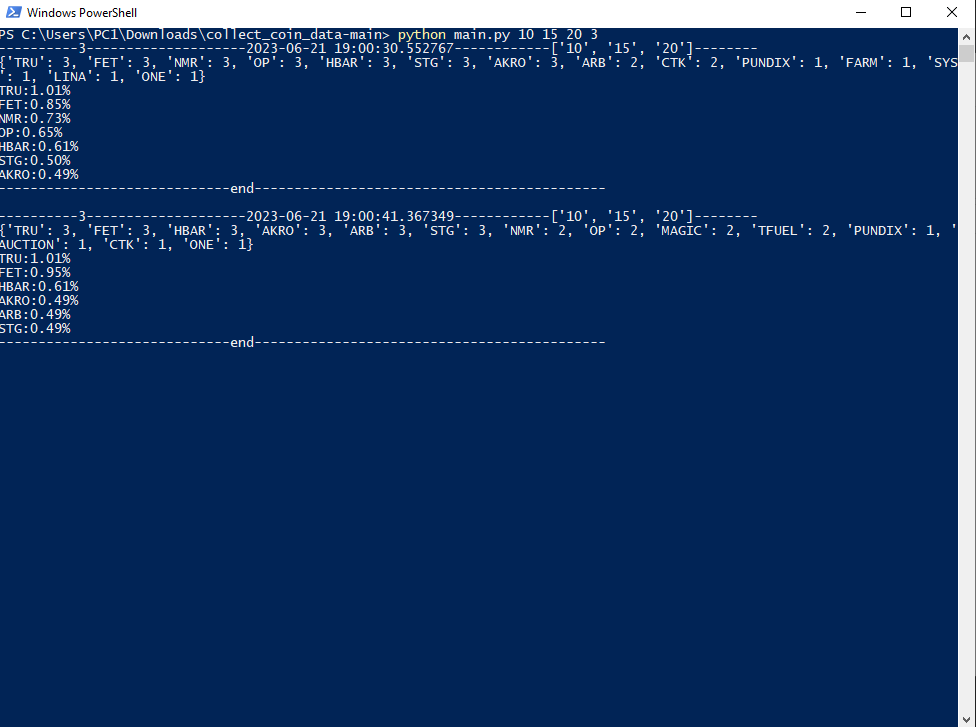 Windows PowerShell
PS C:\Users\PC1\Downloads\collect_coin_data-main> python main.py 10 15 20 3
----------3--------------------2023-06-21 19:00:30.552767------------['10', '15', '20']--------
{'TRU': 3, 'FET': 3, 'NMR': 3, 'OP': 3, 'HBAR': 3, 'STG': 3, 'AKRO': 3, 'ARB': 2, 'CTK': 2, 'PUNDIX': 1, 'FARM': 1, 'SYS
': 1, 'LINA': 1, 'ONE': 1}
TRU:1.01%
FET:0.85%
NMR:0.73%
OP:0.65%
HBAR:0.61%
STG:0.50%
AKRO:0.49%
-----------------------------end--------------------------------------------
----------3--------------------2023-06-21 19:00:41.367349------------['10', '15', '20']--------
{'TRU': 3, 'FET': 3, 'HBAR': 3, 'AKRO': 3, 'ARB': 3, 'STG': 3, 'NMR': 2, 'OP': 2, 'MAGIC': 2, 'TFUEL': 2, 'PUNDIX': 1, '
AUCTION': 1, 'CTK': 1, 'ONE': 1}
TRU:1.01%
FET:0.95%
HBAR:0.61%
AKRO:0.49%
ARB:0.49%
STG:0.49%
-----------------------------end--------------------------------------------